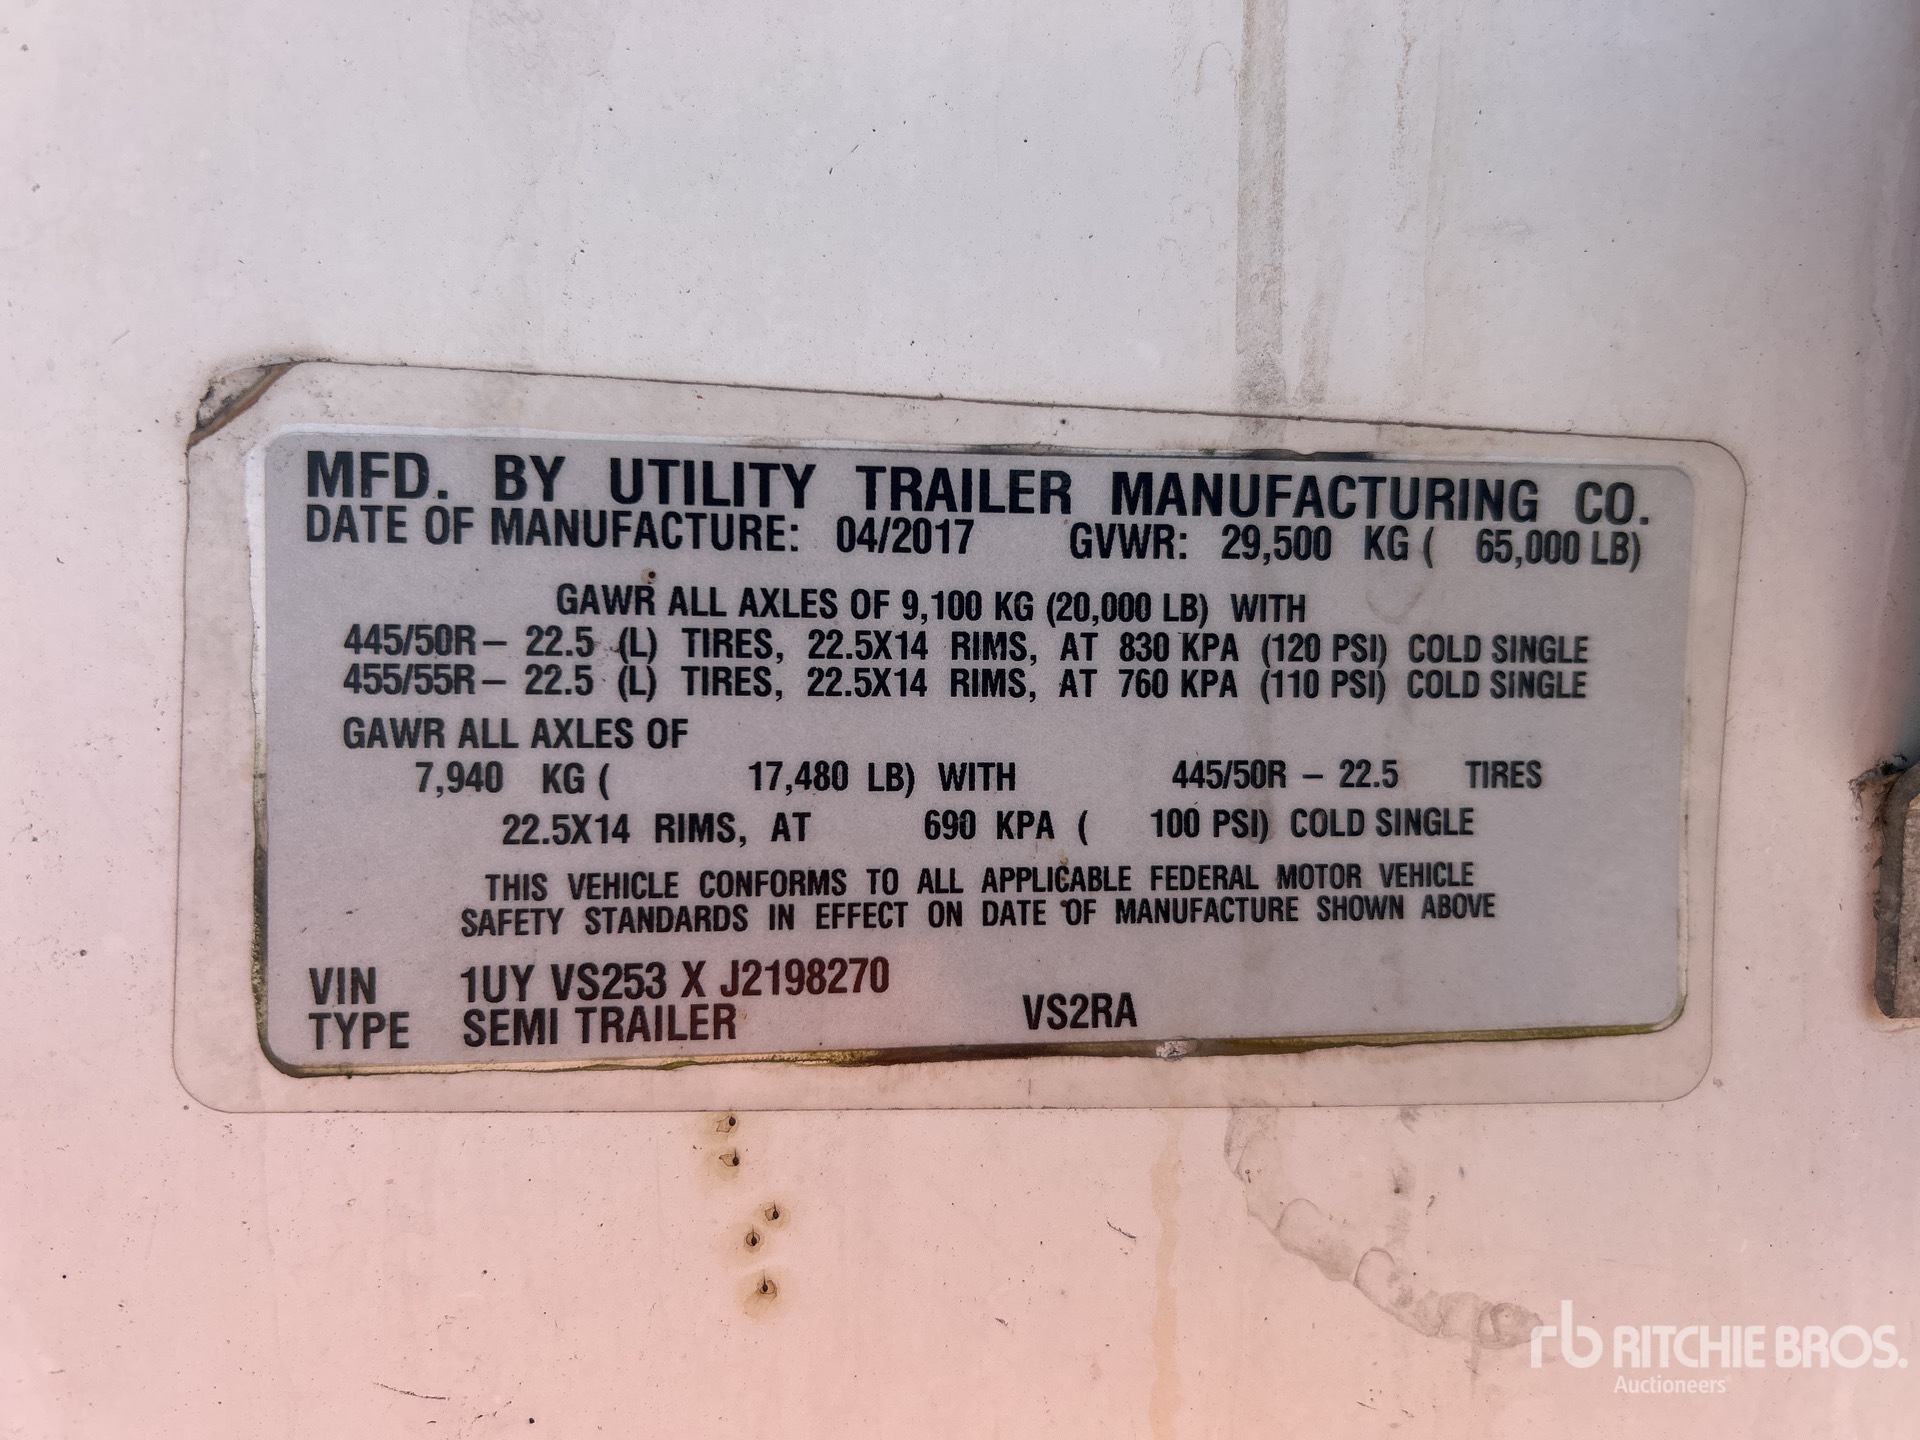 MFD. BY UTILITY TRAILER MANUFACTURING CO.
DATE OF MANUFACTURE: 04/2017 GVWR: 29,500 KG ( 65,000 LB)
GAWR ALL AXLES OF 9,100 KG (20,000 LB) WITH
445/50R – 22.5 (L) TIRES, 22.5X14 RIMS, AT 830 KPA (120 PSI) COLD SINGLE
455/55R – 22.5 (L) TIRES, 22.5X14 RIMS, AT 760 KPA (110 PSI) COLD SINGLE
GAWR ALL AXLES OF
7,940 KG ( 17,480 LB) WITH 445/50R – 22.5 TIRES
22.5X14 RIMS, AT 690 KPA ( 100 PSI) COLD SINGLE
THIS VEHICLE CONFORMS TO ALL APPLICABLE FEDERAL MOTOR VEHICLE
SAFETY STANDARDS IN EFFECT ON DATE OF MANUFACTURE SHOWN ABOVE
VIN 1UY VS253 X J2198270
TYPE SEMI TRAILER VS2RA
rb RITCHIE BROS.
Auctioneers